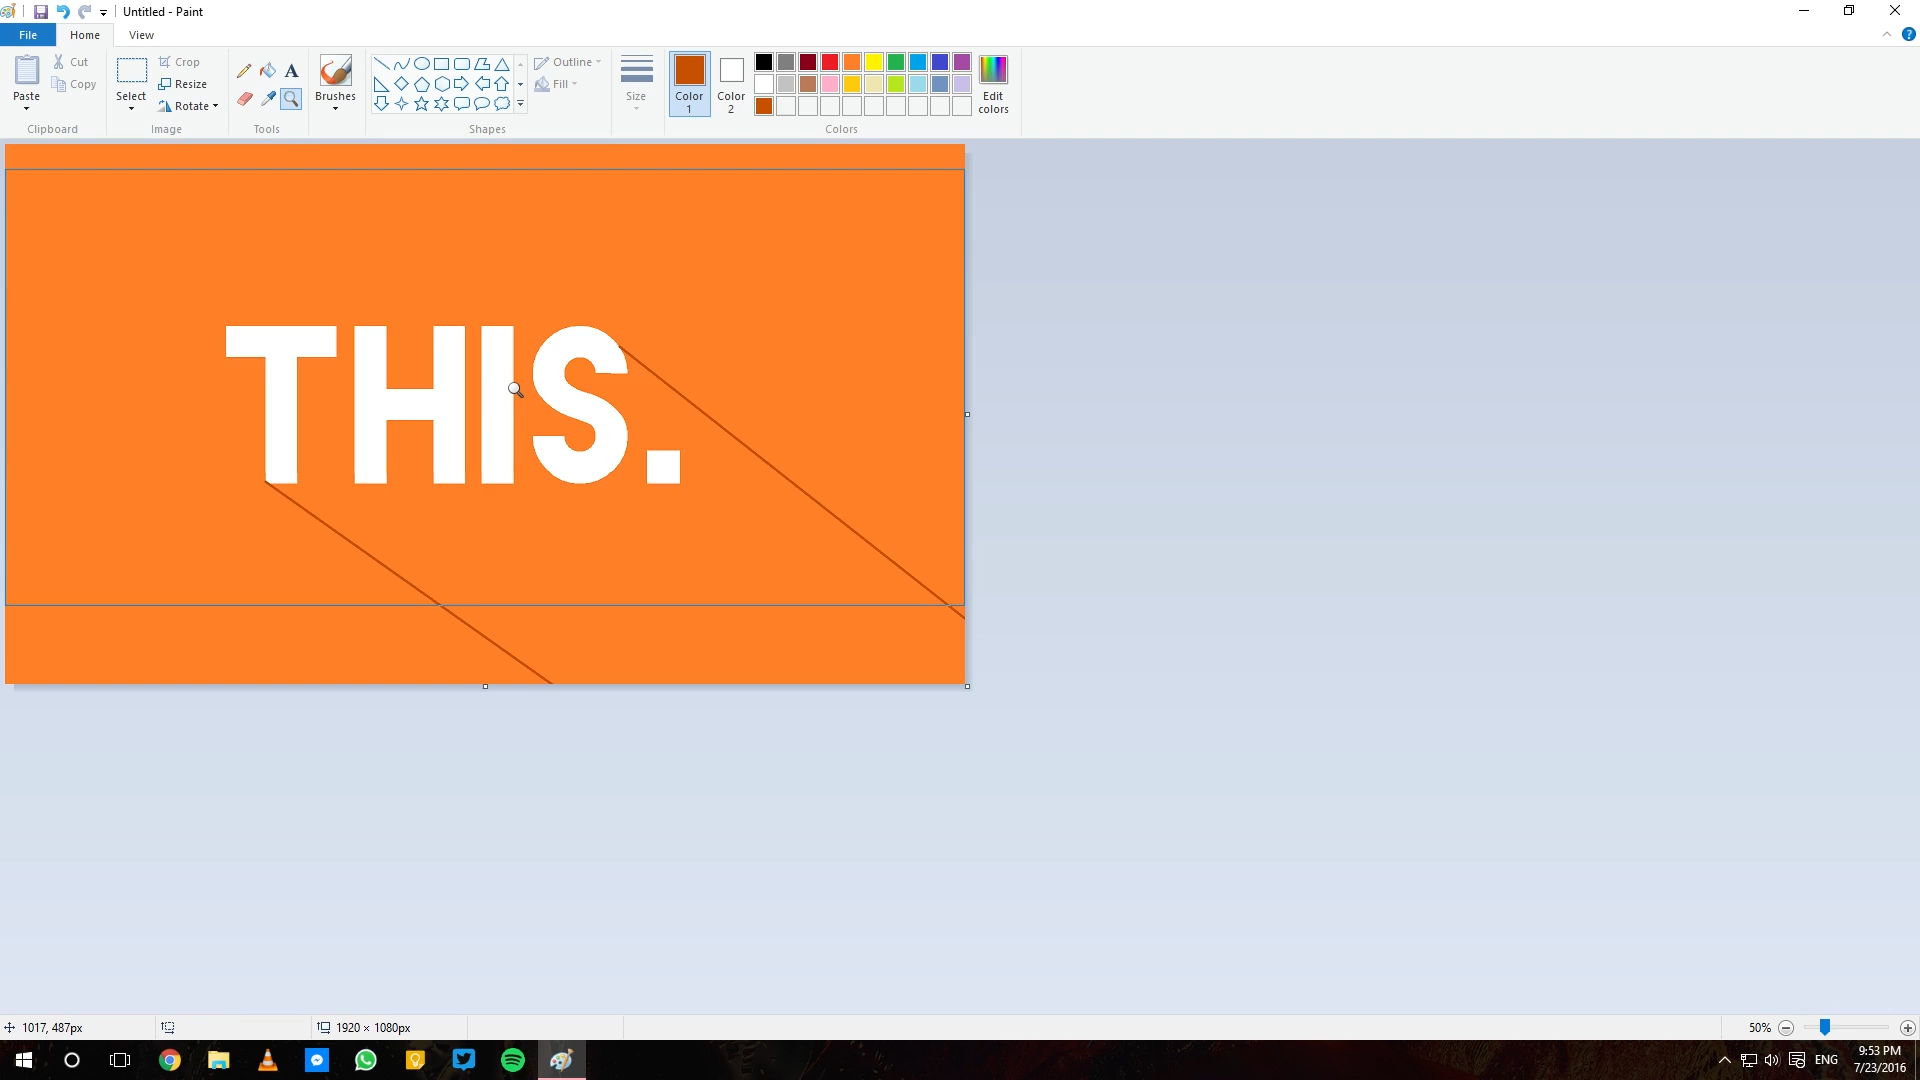 Untitled - Paint
File
Home
View
Paste
Cut
Copy
Clipboard
Select
Crop
Resize
Rotate
Image
A
Tools
Brushes
Shapes
Outline
Fill
Size
Color
1
Color
2
Edit
colors
Colors
?
THIS.
1017, 487px
1920 × 1080px
50%
ENG
9:53 PM
7/23/2016